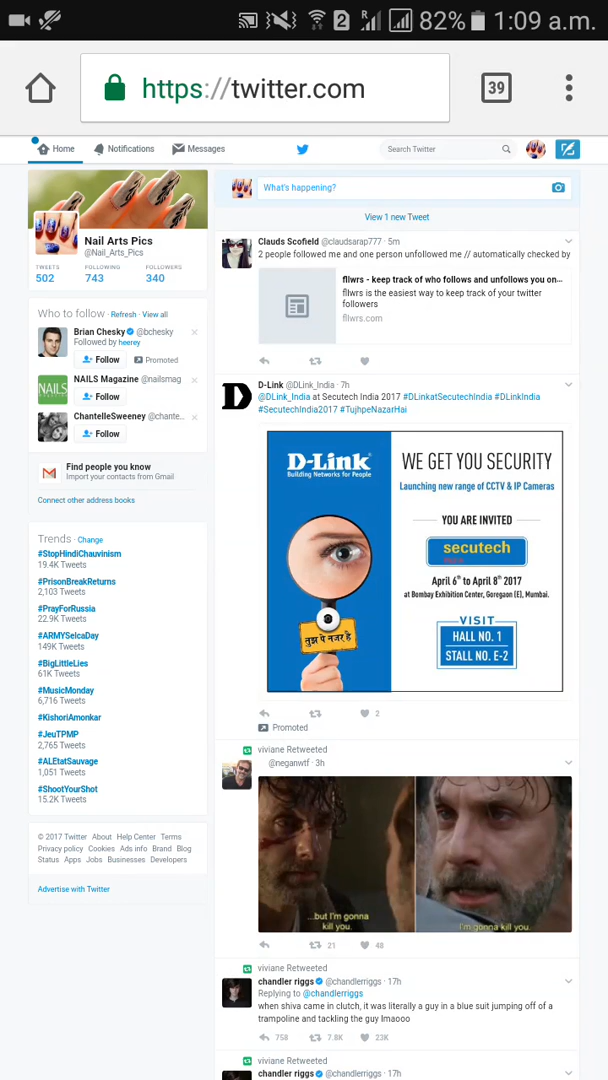 2 82% 1:09 a.m.
https://twitter.com 39
Home Notifications Messages Search Twitter
What's happening?
View 1 new Tweet
Nail Arts Pics
@Nail_Arts_Pics
TWEETS FOLLOWING FOLLOWERS
502 743 340
Who to follow · Refresh · View all
Brian Chesky @bchesky
Followed by heerey
Follow Promoted
NAILS Magazine @nailsmag
Follow
ChantelleSweeney @chante...
Follow
Find people you know
Import your contacts from Gmail
Connect other address books
Trends · Change
#StopHindiChauvinism
19.4K Tweets
#PrisonBreakReturns
2,103 Tweets
#PrayForRussia
22.9K Tweets
#ARMYSelcaDay
149K Tweets
#BigLittleLies
61K Tweets
#MusicMonday
6,716 Tweets
#KishoriAmonkar
#JeuTPMP
2,765 Tweets
#ALEtatSauvage
1,051 Tweets
#ShootYourShot
15.2K Tweets
© 2017 Twitter About Help Center Terms
Privacy policy Cookies Ads info Brand Blog
Status Apps Jobs Businesses Developers
Advertise with Twitter
Clauds Scofield @claudsarap777 · 5m
2 people followed me and one person unfollowed me // automatically checked by
fllwrs - keep track of who follows and unfollows you on...
fllwrs is the easiest way to keep track of your twitter
followers
fllwrs.com
D-Link @DLink_India · 7h
@DLink_India at Secutech India 2017 #DLinkatSecutechIndia #DLinkIndia
#SecutechIndia2017 #TujhpeNazarHai
D-Link
Building Networks for People
तुझ पे नजर है
WE GET YOU SECURITY
Launching new range of CCTV & IP Cameras
YOU ARE INVITED
secutech
April 6th to April 8th 2017
at Bombay Exhibition Center, Goregaon (E), Mumbai.
VISIT
HALL NO. 1
STALL NO. E-2
2
Promoted
viviane Retweeted
@neganwtf · 3h
...but I'm gonna
kill you.
I'm gonna kill you.
21 48
viviane Retweeted
chandler riggs @chandlerriggs · 17h
Replying to @chandlerriggs
when shiva came in clutch, it was literally a guy in a blue suit jumping off of a
trampoline and tackling the guy lmaooo
758 7.8K 23K
viviane Retweeted
chandler riggs @chandlerriggs · 17h